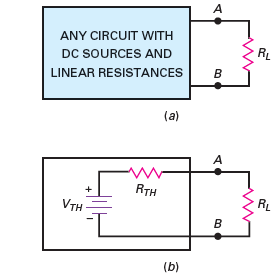 A
ANY CIRCUIT WITH
DC SOURCES AND
LINEAR RESISTANCES
R_L
B
(a)
A
+
V_TH
–
R_TH
R_L
B
(b)